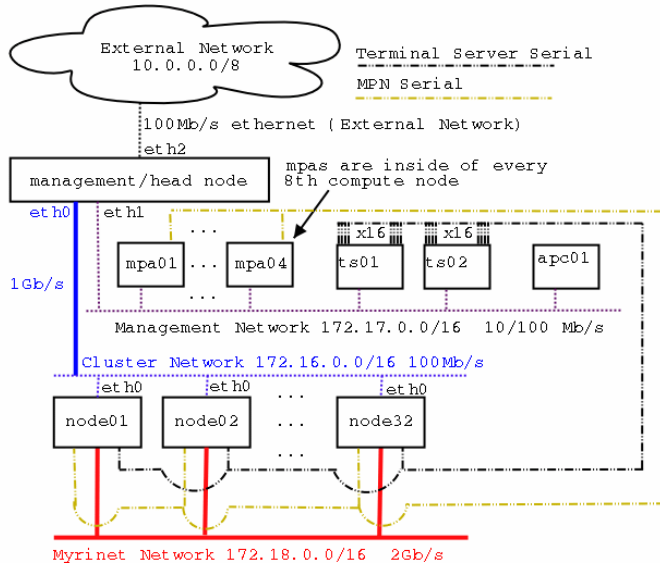 External Network
10.0.0.0/8
Terminal Server Serial
MPN Serial
100Mb/s ethernet (External Network)
eth2
management/head node
mpas are inside of every
8th compute node
eth0
eth1
...
x16
x16
mpa01
...
mpa04
ts01
ts02
apc01
...
1Gb/s
Management Network 172.17.0.0/16 10/100 Mb/s
Cluster Network 172.16.0.0/16 100Mb/s
eth0
eth0
eth0
...
node01
node02
...
node32
...
Myrinet Network 172.18.0.0/16 2Gb/s